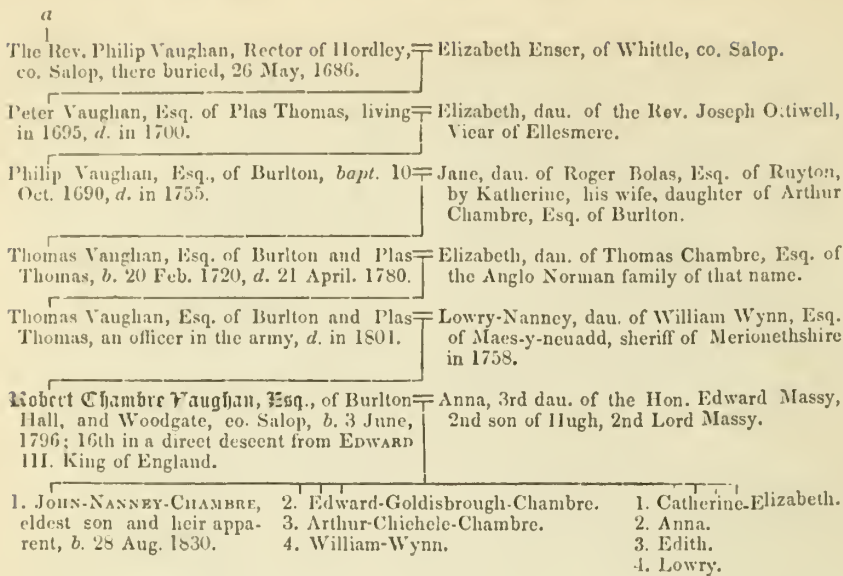 a
The Rev. Philip Vaughan, Rector of Hordley, co. Salop, there buried, 26 May, 1686.
Elizabeth Enser, of Whittle, co. Salop.
Peter Vaughan, Esq. of Plas Thomas, living in 1695, d. in 1700.
Elizabeth, dau. of the Rev. Joseph Ottiwell, Vicar of Ellesmere.
Philip Vaughan, Esq., of Burlton, bapt. 10 Oct. 1690, d. in 1755.
Jane, dau. of Roger Bolas, Esq. of Ruyton, by Katherine, his wife, daughter of Arthur Chambre, Esq. of Burlton.
Thomas Vaughan, Esq. of Burlton and Plas Thomas, b. 20 Feb. 1720, d. 21 April. 1780.
Elizabeth, dau. of Thomas Chambre, Esq. of the Anglo Norman family of that name.
Thomas Vaughan, Esq. of Burlton and Plas Thomas, an officer in the army, d. in 1801.
Lowry-Nanney, dau. of William Wynn, Esq. of Maes-y-neuadd, sheriff of Merionethshire in 1758.
Robert Chambre Vaughan, Esq., of Burlton Hall, and Woodgate, co. Salop, b. 3 June, 1796; 16th in a direct descent from EDWARD III. King of England.
Anna, 3rd dau. of the Hon. Edward Massy, 2nd son of Hugh, 2nd Lord Massy.
1. JOHN-NANNEY-CHAMBRE, eldest son and heir apparent, b. 28 Aug. 1830.
2. Edward-Goldisbrough-Chambre.
3. Arthur-Chichele-Chambre.
4. William-Wynn.
1. Catherine-Elizabeth.
2. Anna.
3. Edith.
4. Lowry.